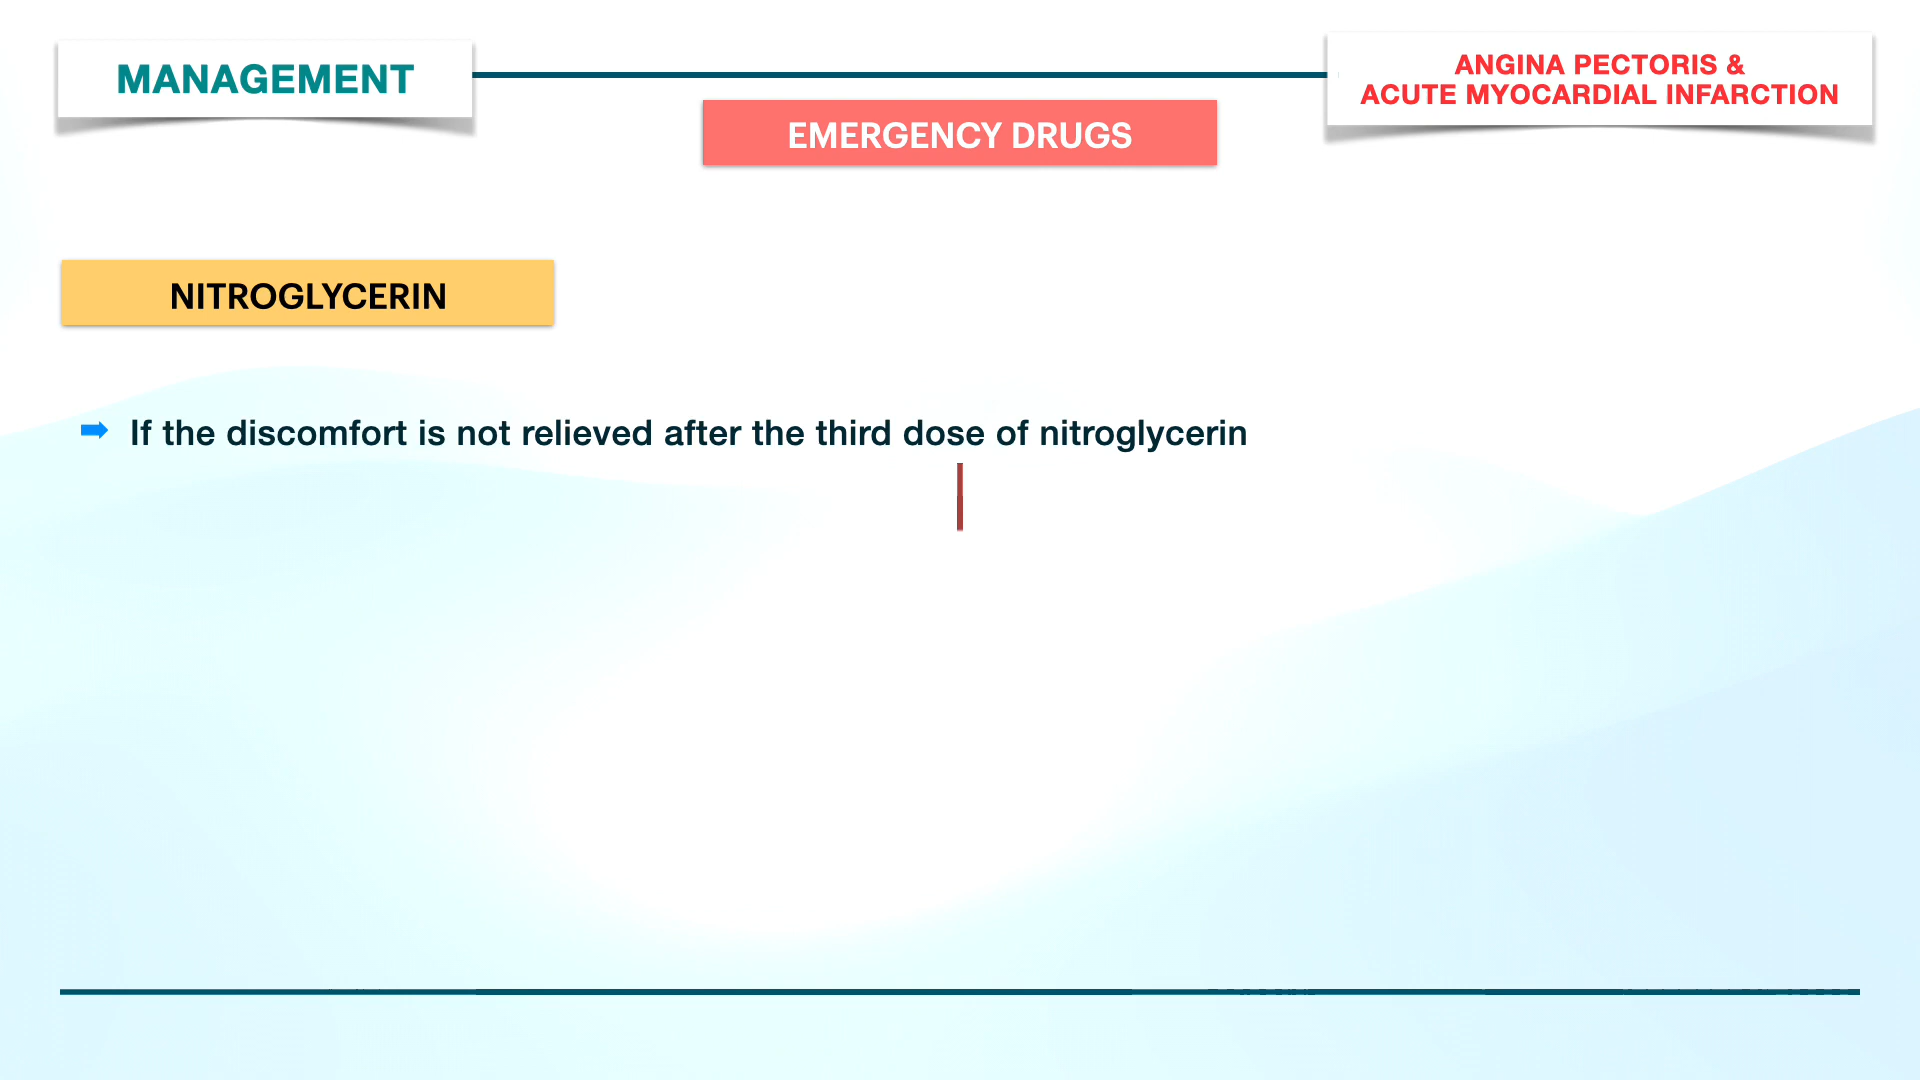 MANAGEMENT
ANGINA PECTORIS &
ACUTE MYOCARDIAL INFARCTION
EMERGENCY DRUGS
NITROGLYCERIN
If the discomfort is not relieved after the third dose of nitroglycerin